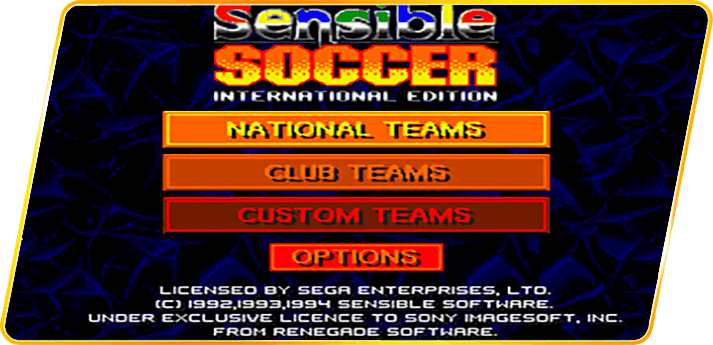 Sensible
SOCCER
INTERNATIONAL EDITION
NATIONAL TEAMS
CLUB TEAMS
CUSTOM TEAMS
OPTIONS
LICENSED BY SEGA ENTERPRISES, LTD.
(C) 1992,1993,1994 SENSIBLE SOFTWARE.
UNDER EXCLUSIVE LICENCE TO SONY IMAGESOFT, INC.
FROM RENEGADE SOFTWARE.